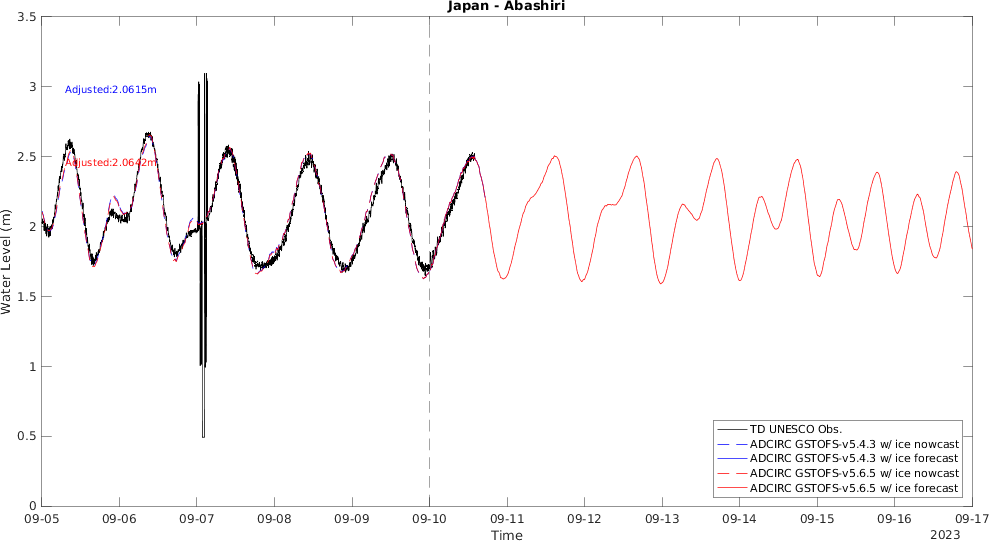 Japan - Abashiri
3.5
3
2.5
2
1.5
1
0.5
0
Water Level (m)
Adjusted:2.0615m
Adjusted:2.0642m
TD UNESCO Obs.
ADCIRC GSTOFS-v5.4.3 w/ ice nowcast
ADCIRC GSTOFS-v5.4.3 w/ ice forecast
ADCIRC GSTOFS-v5.6.5 w/ ice nowcast
ADCIRC GSTOFS-v5.6.5 w/ ice forecast
09-05 09-06 09-07 09-08 09-09 09-10 09-11 09-12 09-13 09-14 09-15 09-16 09-17
Time
2023